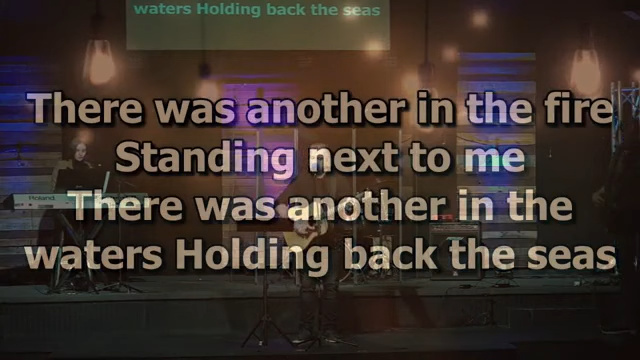 waters Holding back the seas
There was another in the fire
Standing next to me
There was another in the
waters Holding back the seas
Roland